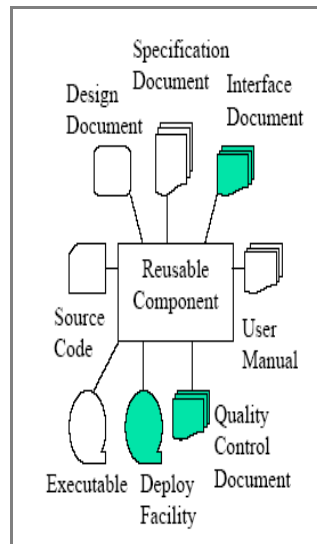 Specification
Document
Design
Document
Interface
Document
Reusable
Component
Source
Code
User
Manual
Executable
Deploy
Facility
Quality
Control
Document